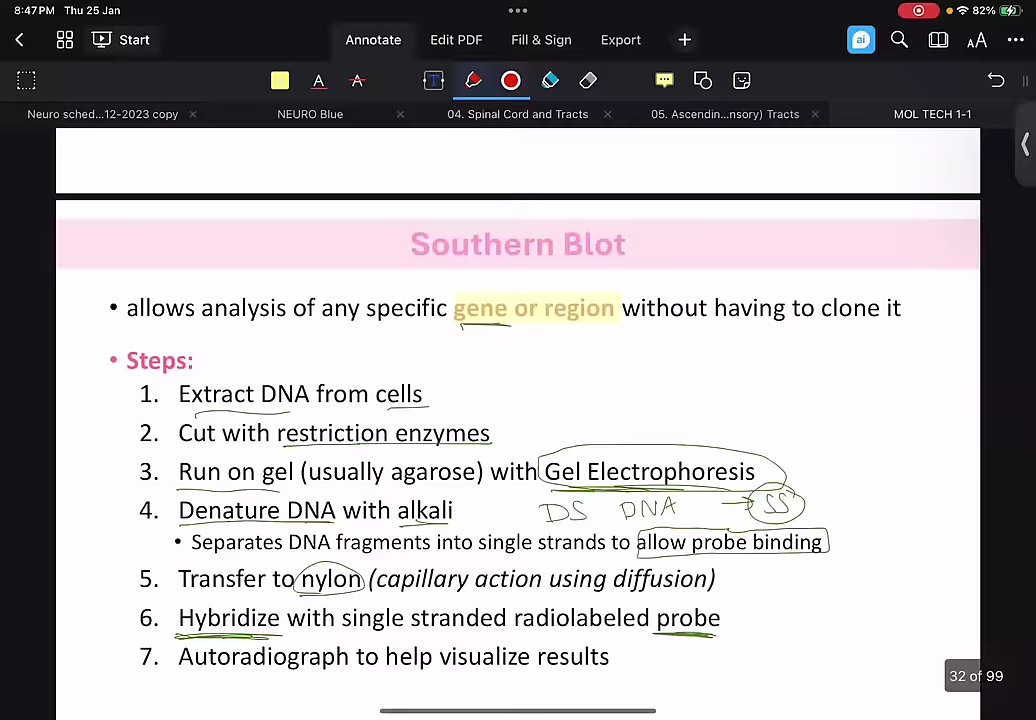 8:47PM Thu 25 Jan
82%
Start
Annotate
Edit PDF
Fill & Sign
Export
ai
AA
T
A
A
Neuro sched...12-2023 copy
NEURO Blue
04. Spinal Cord and Tracts
05. Ascendin...nsory) Tracts
MOL TECH 1-1
Southern Blot
• allows analysis of any specific gene or region without having to clone it
• Steps:
1. Extract DNA from cells
2. Cut with restriction enzymes
3. Run on gel (usually agarose) with Gel Electrophoresis
4. Denature DNA with alkali DS DNA → SS
• Separates DNA fragments into single strands to allow probe binding
5. Transfer to nylon (capillary action using diffusion)
6. Hybridize with single stranded radiolabeled probe
7. Autoradiograph to help visualize results
32 of 99